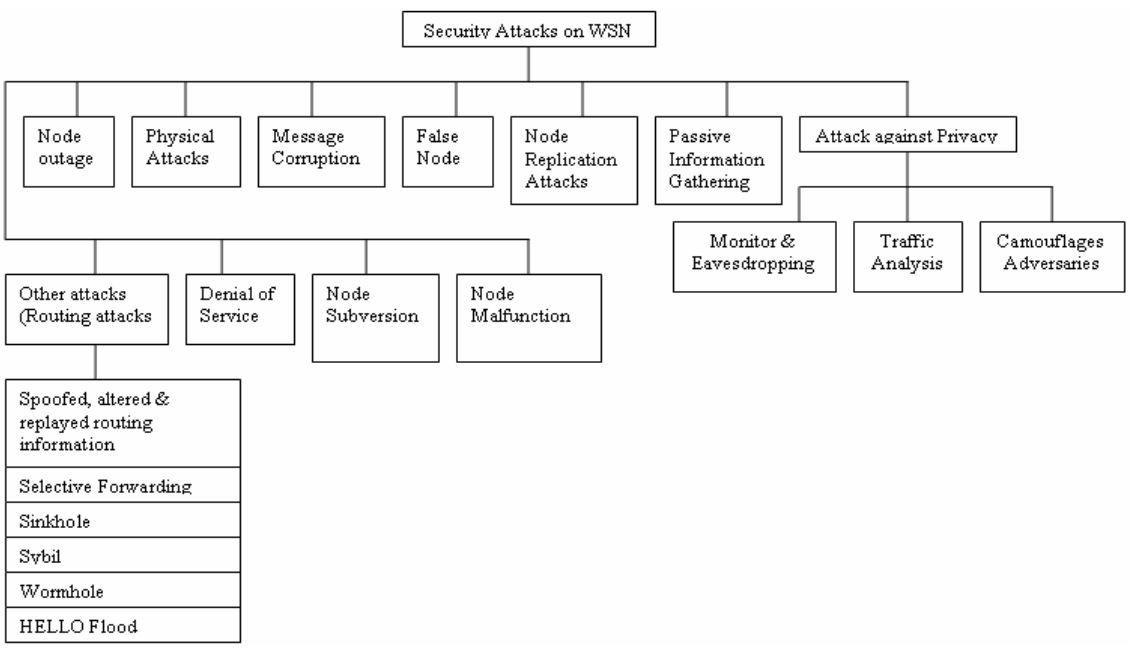 Security Attacks on WSN
Node
outage
Physical
Attacks
Message
Corruption
False
Node
Node
Replication
Attacks
Passive
Information
Gathering
Attack against Privacy
Monitor &
Eavesdropping
Traffic
Analysis
Camouflages
Adversaries
Other attacks
(Routing attacks
Denial of
Service
Node
Subversion
Node
Malfunction
Spoofed, altered &
replayed routing
information
Selective Forwarding
Sinkhole
Sybil
Wormhole
HELLO Flood